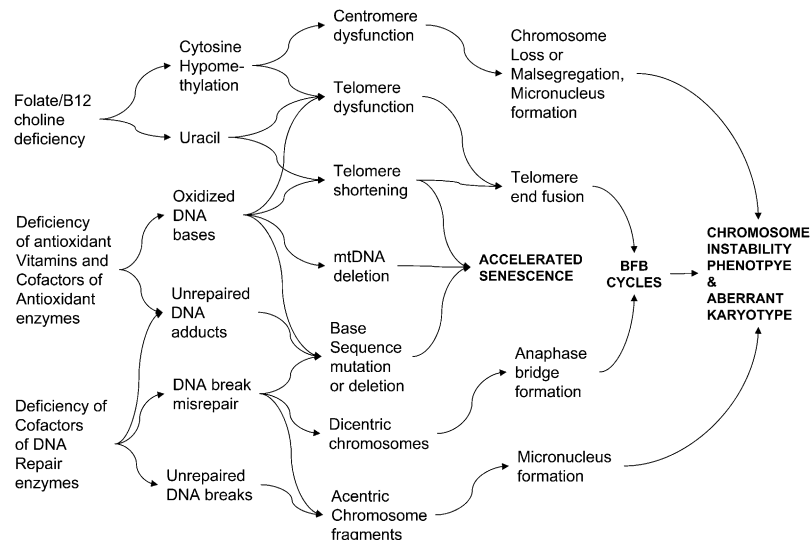 Folate/B12
choline
deficiency
Deficiency
of antioxidant
Vitamins and
Cofactors of
Antioxidant
enzymes
Deficiency of
Cofactors
of DNA
Repair
enzymes
Cytosine
Hypome-
thylation
Uracil
Oxidized
DNA
bases
Unrepaired
DNA
adducts
DNA break
misrepair
Unrepaired
DNA breaks
Centromere
dysfunction
Telomere
dysfunction
Telomere
shortening
mtDNA
deletion
Base
Sequence
mutation
or deletion
Dicentric
chromosomes
Acentric
Chromosome
fragments
Chromosome
Loss or
Malsegregation,
Micronucleus
formation
Telomere
end fusion
ACCELERATED
SENESCENCE
Anaphase
bridge
formation
Micronucleus
formation
BFB
CYCLES
CHROMOSOME
INSTABILITY
PHENOTPYE
&
ABERRANT
KARYOTYPE